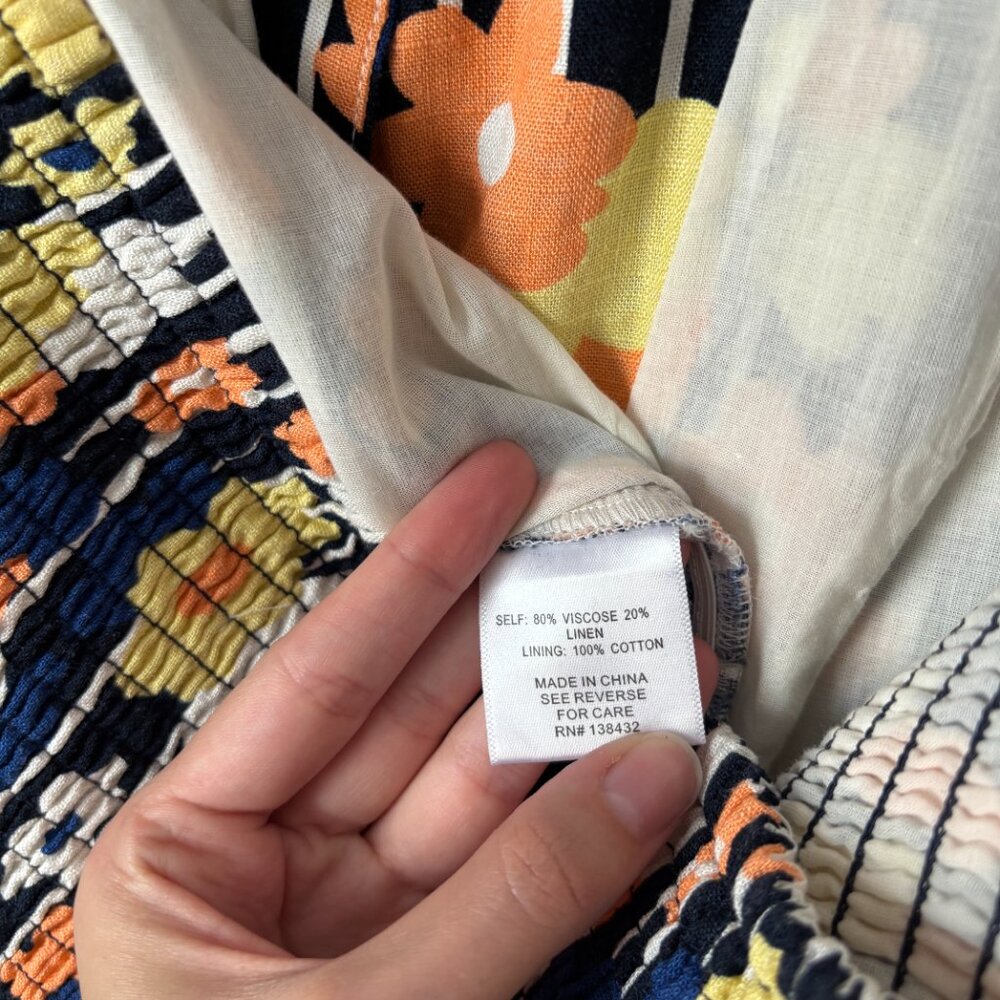 SELF: 80% VISCOSE 20%
LINEN
LINING: 100% COTTON
MADE IN CHINA
SEE REVERSE
FOR CARE
RN# 138432